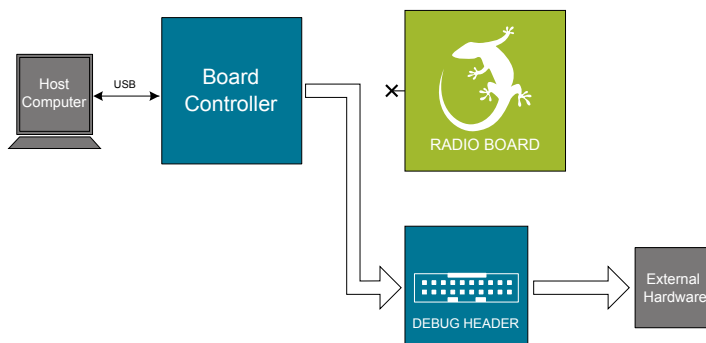 Host
Computer
USB
Board
Controller
RADIO BOARD
DEBUG HEADER
External
Hardware